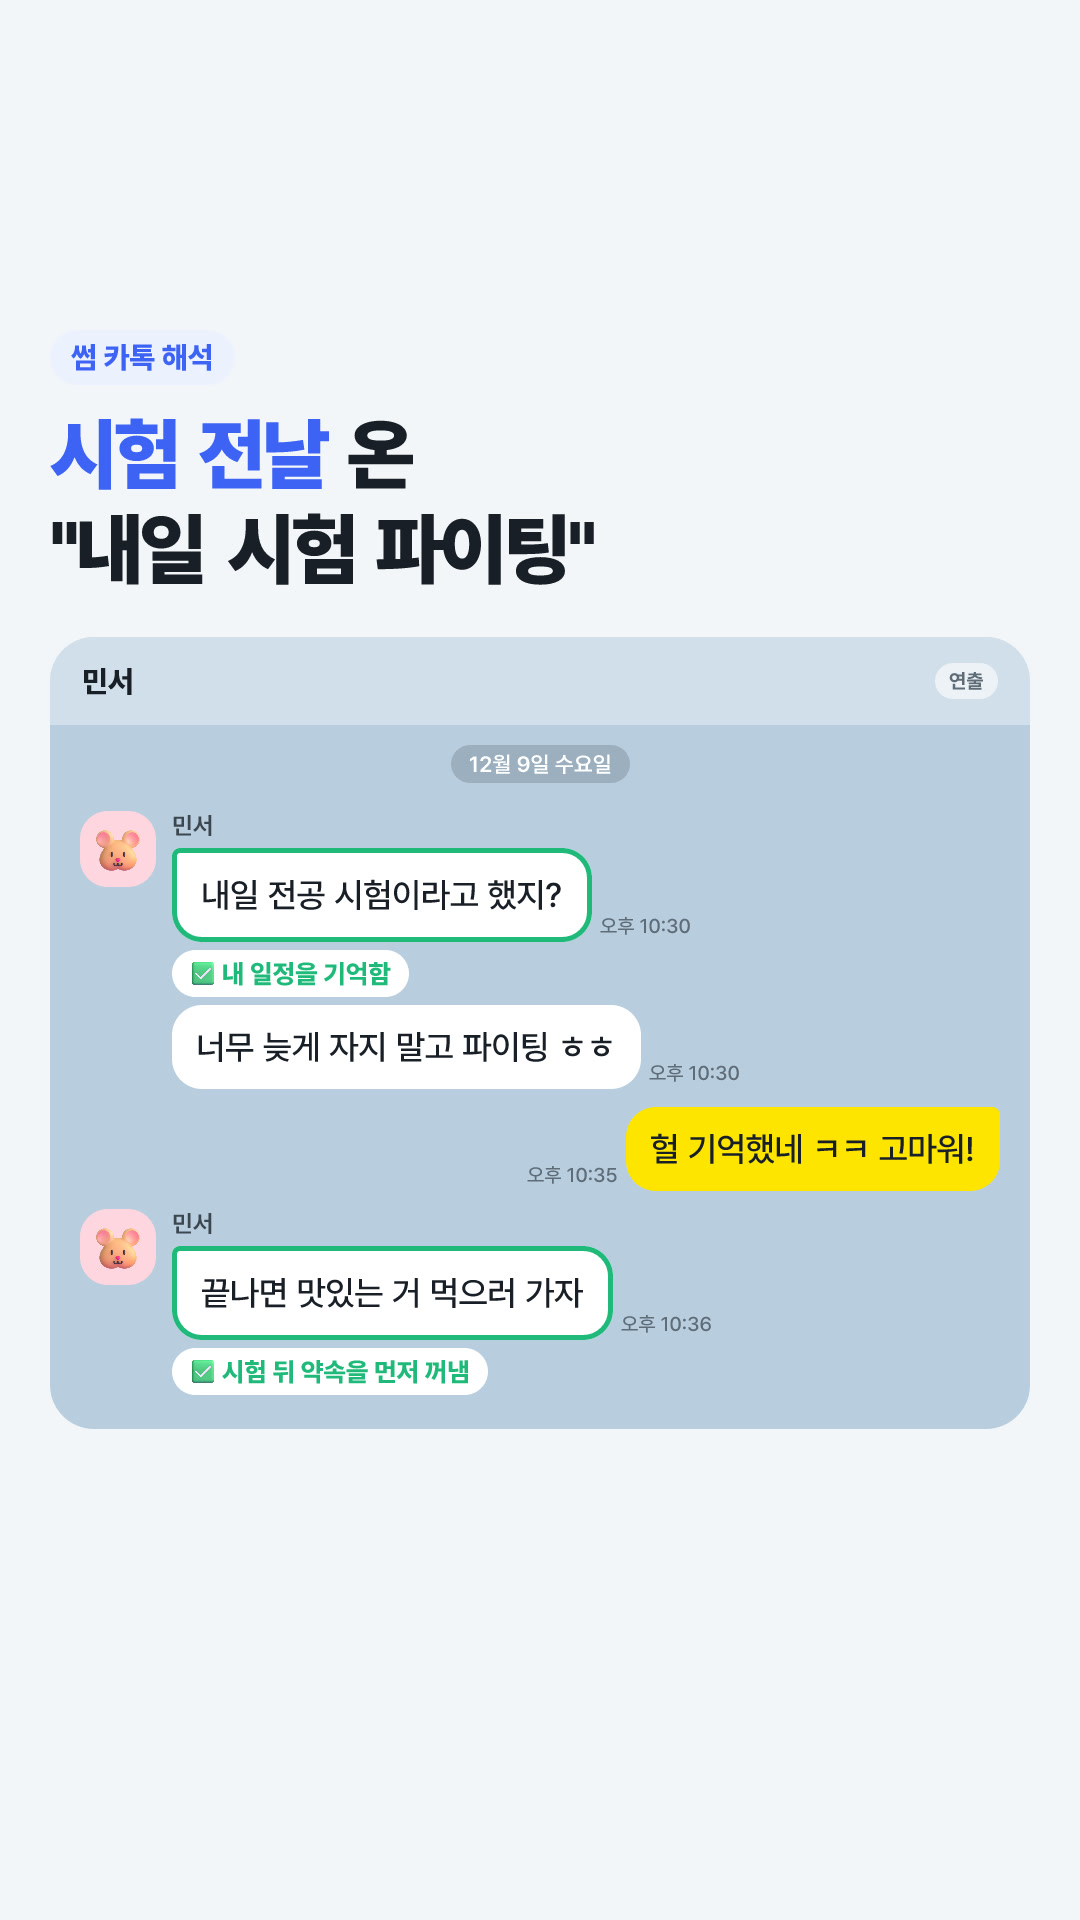 썸 카톡 해석
시험 전날 온
"내일 시험 파이팅"
민서
연출
12월 9일 수요일
민서
내일 전공 시험이라고 했지?
오후 10:30
✅ 내 일정을 기억함
너무 늦게 자지 말고 파이팅 ㅎㅎ
오후 10:30
헐 기억했네 ㅋㅋ 고마워!
오후 10:35
민서
끝나면 맛있는 거 먹으러 가자
오후 10:36
✅ 시험 뒤 약속을 먼저 꺼냄